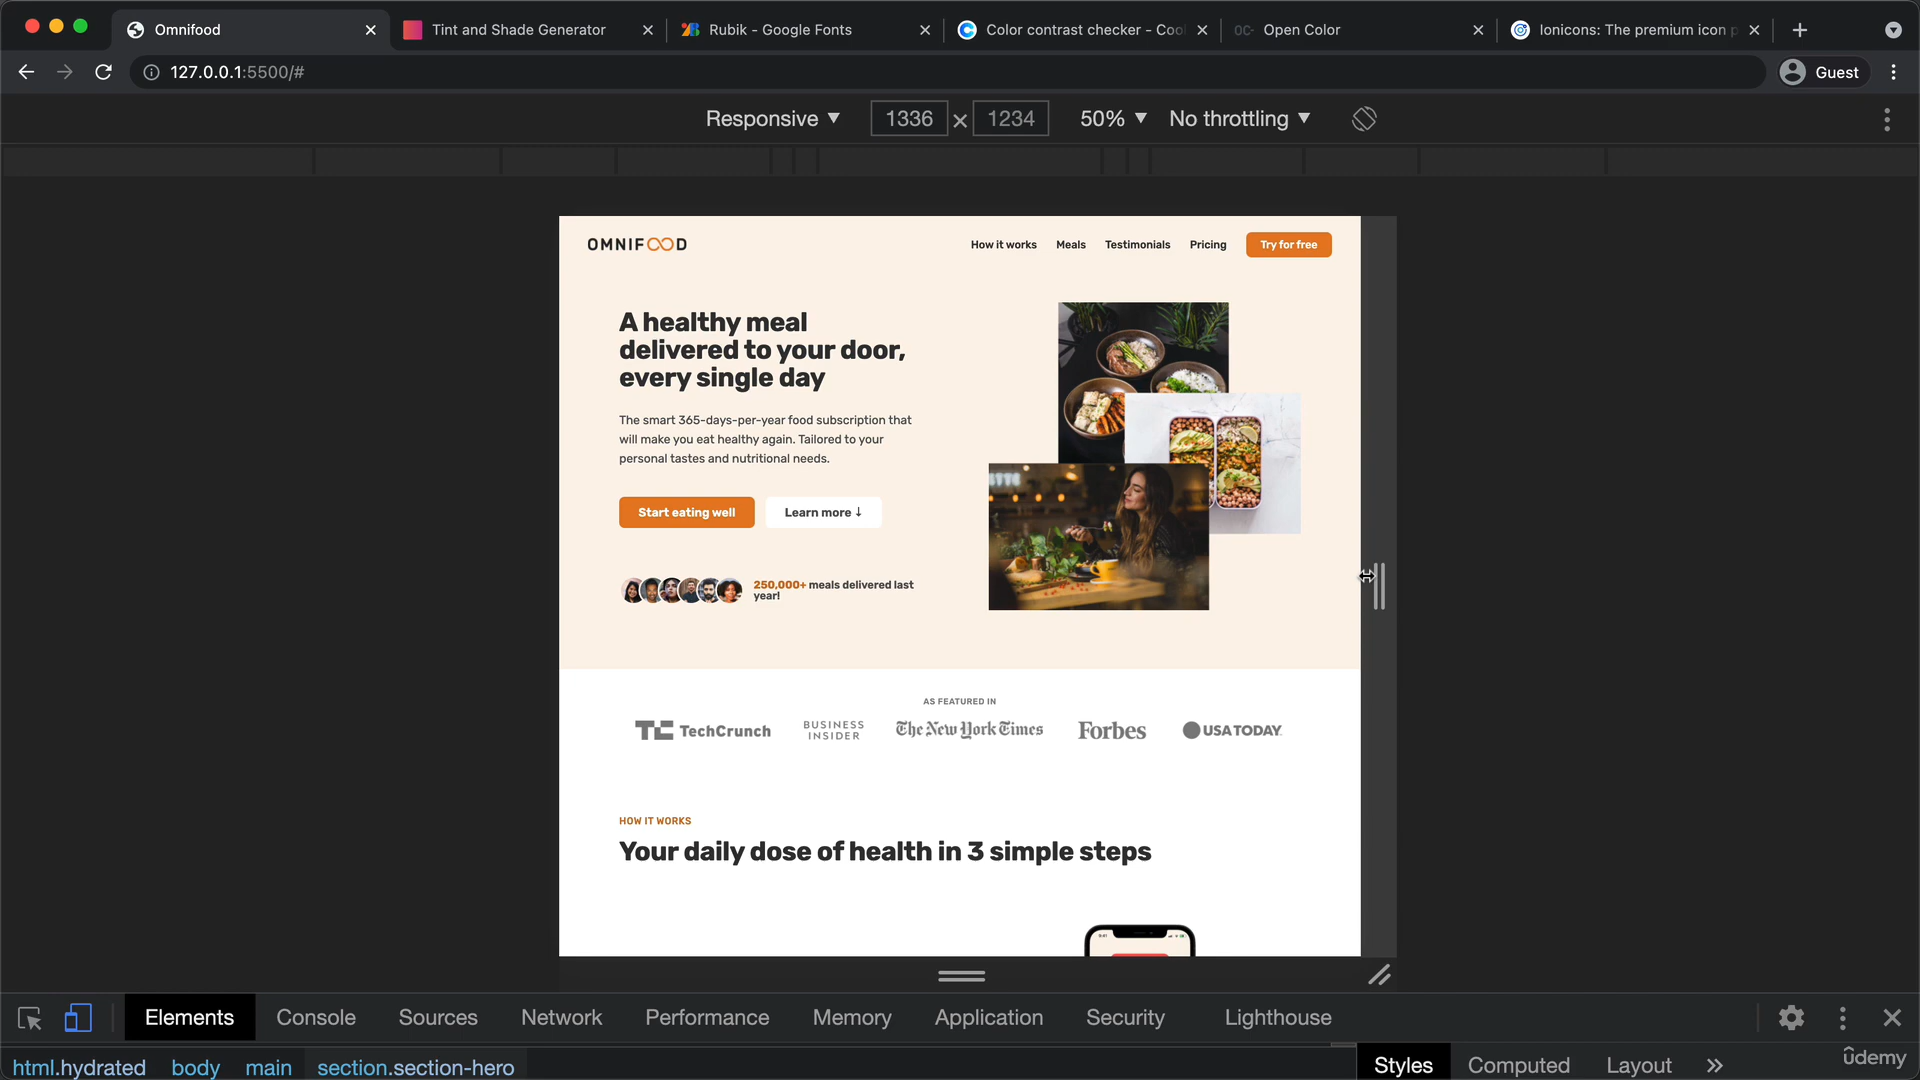 Omnifood
Tint and Shade Generator
Rubik - Google Fonts
Color contrast checker - Coo
Open Color
Ionicons: The premium icon p
127.0.0.1:5500/#
Guest
Responsive
1336 × 1234
50%
No throttling
OMNIFOOD
How it works
Meals
Testimonials
Pricing
Try for free
A healthy meal
delivered to your door,
every single day
The smart 365-days-per-year food subscription that
will make you eat healthy again. Tailored to your
personal tastes and nutritional needs.
Start eating well
Learn more ↓
250,000+ meals delivered last
year!
AS FEATURED IN
TechCrunch
BUSINESS
INSIDER
The New York Times
Forbes
USA TODAY
HOW IT WORKS
Your daily dose of health in 3 simple steps
9:41
Elements
Console
Sources
Network
Performance
Memory
Application
Security
Lighthouse
html.hydrated
body
main
section.section-hero
Styles
Computed
Layout
ûdemy